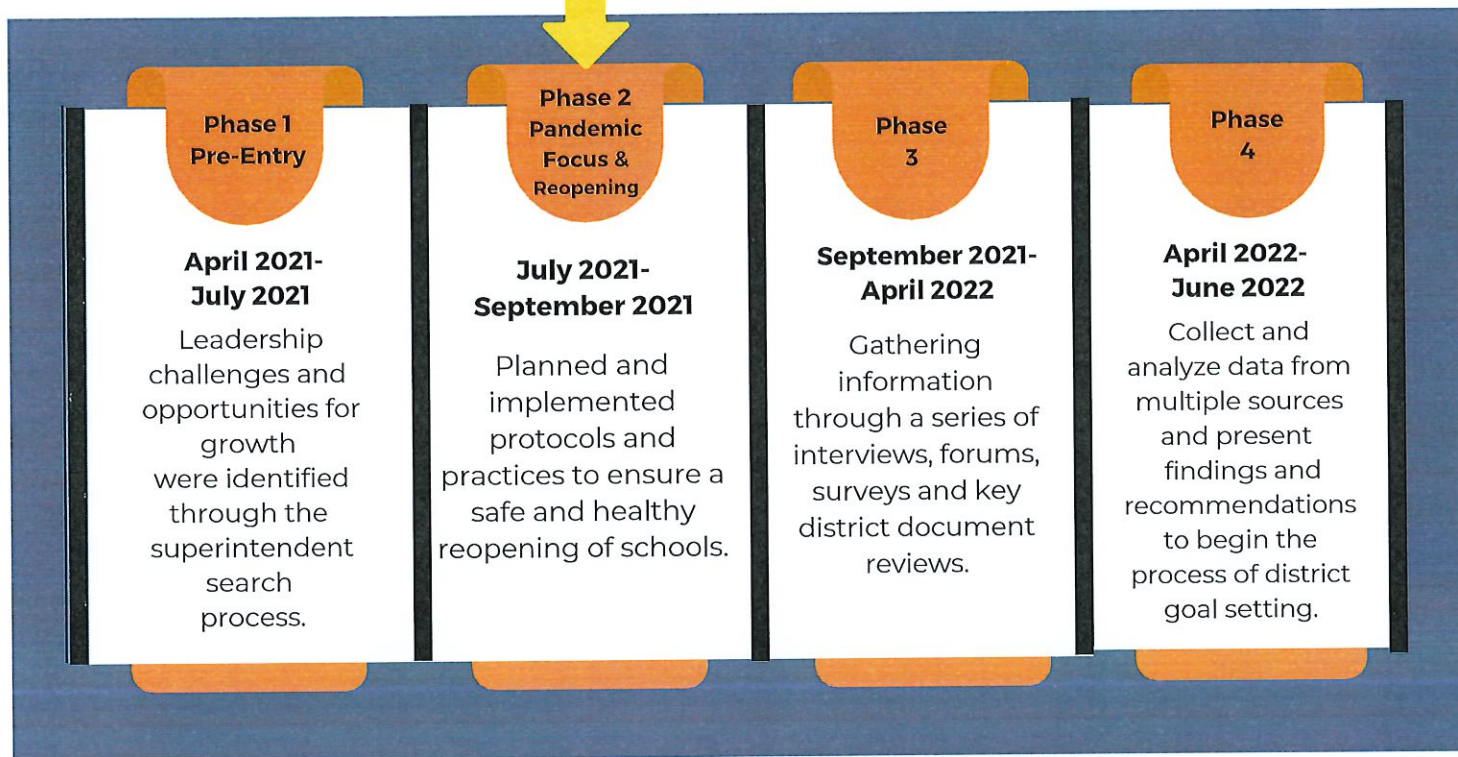 Phase 1
Pre-Entry
April 2021-
July 2021
Leadership
challenges and
opportunities for
growth
were identified
through the
superintendent
search
process.
Phase 2
Pandemic
Focus &
Reopening
July 2021-
September 2021
Planned and
implemented
protocols and
practices to ensure a
safe and healthy
reopening of schools.
Phase
3
September 2021-
April 2022
Gathering
information
through a series of
interviews, forums,
surveys and key
district document
reviews.
Phase
4
April 2022-
June 2022
Collect and
analyze data from
multiple sources
and present
findings and
recommendations
to begin the
process of district
goal setting.